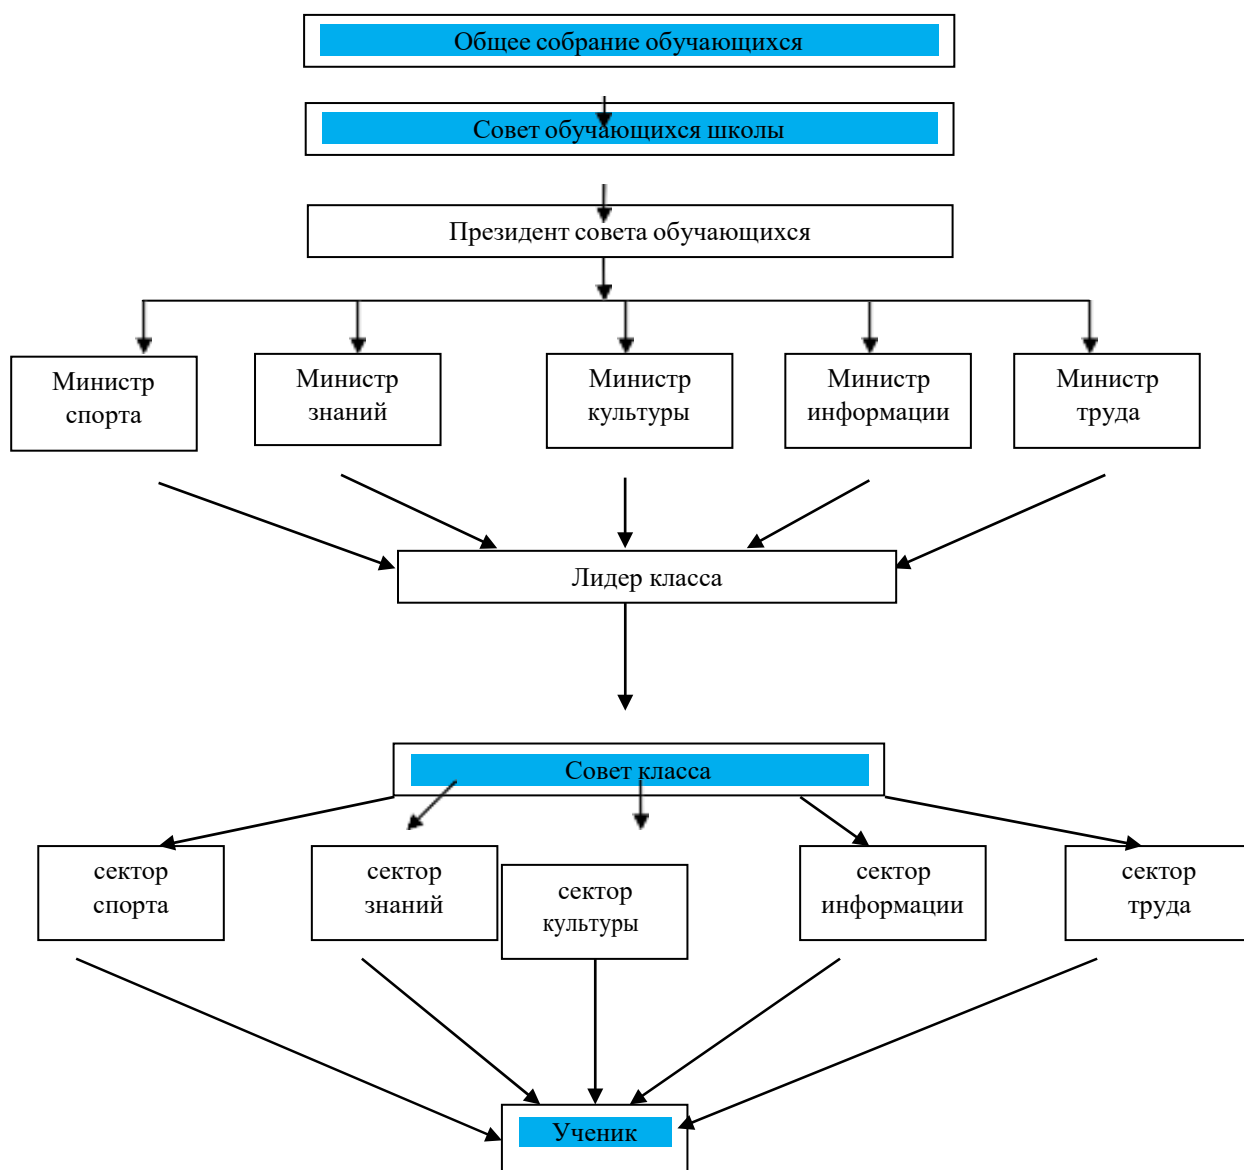 Общее собрание обучающихся
Совет обучающихся школы
Президент совета обучающихся
Министр
спорта
Министр
знаний
Министр
культуры
Министр
информации
Министр
труда
Лидер класса
Совет класса
сектор
спорта
сектор
знаний
сектор
культуры
сектор
информации
сектор
труда
Ученик